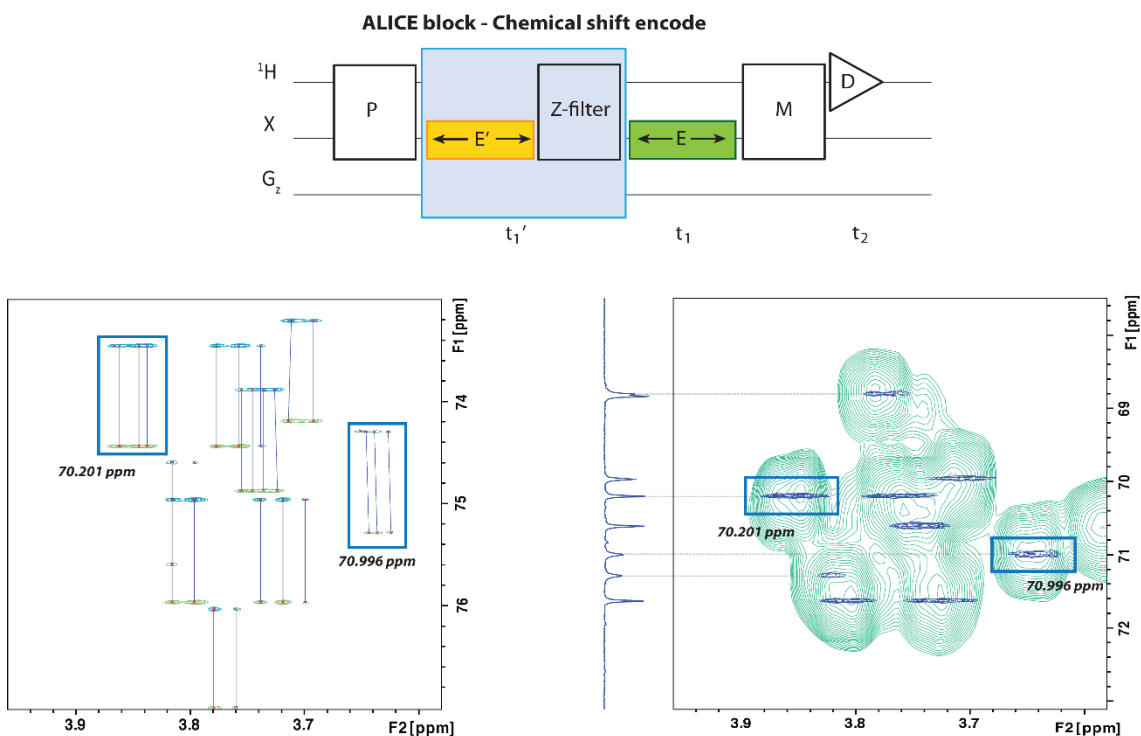 ALICE block - Chemical shift encode
¹H
X
G_z
P
E'
Z-filter
E
M
D
t₁'
t₁
t₂
70.201 ppm
70.996 ppm
74
75
76
F1 [ppm]
3.9
3.8
3.7
F2 [ppm]
70.201 ppm
70.996 ppm
69
70
71
72
F1 [ppm]
3.9
3.8
3.7
F2 [ppm]